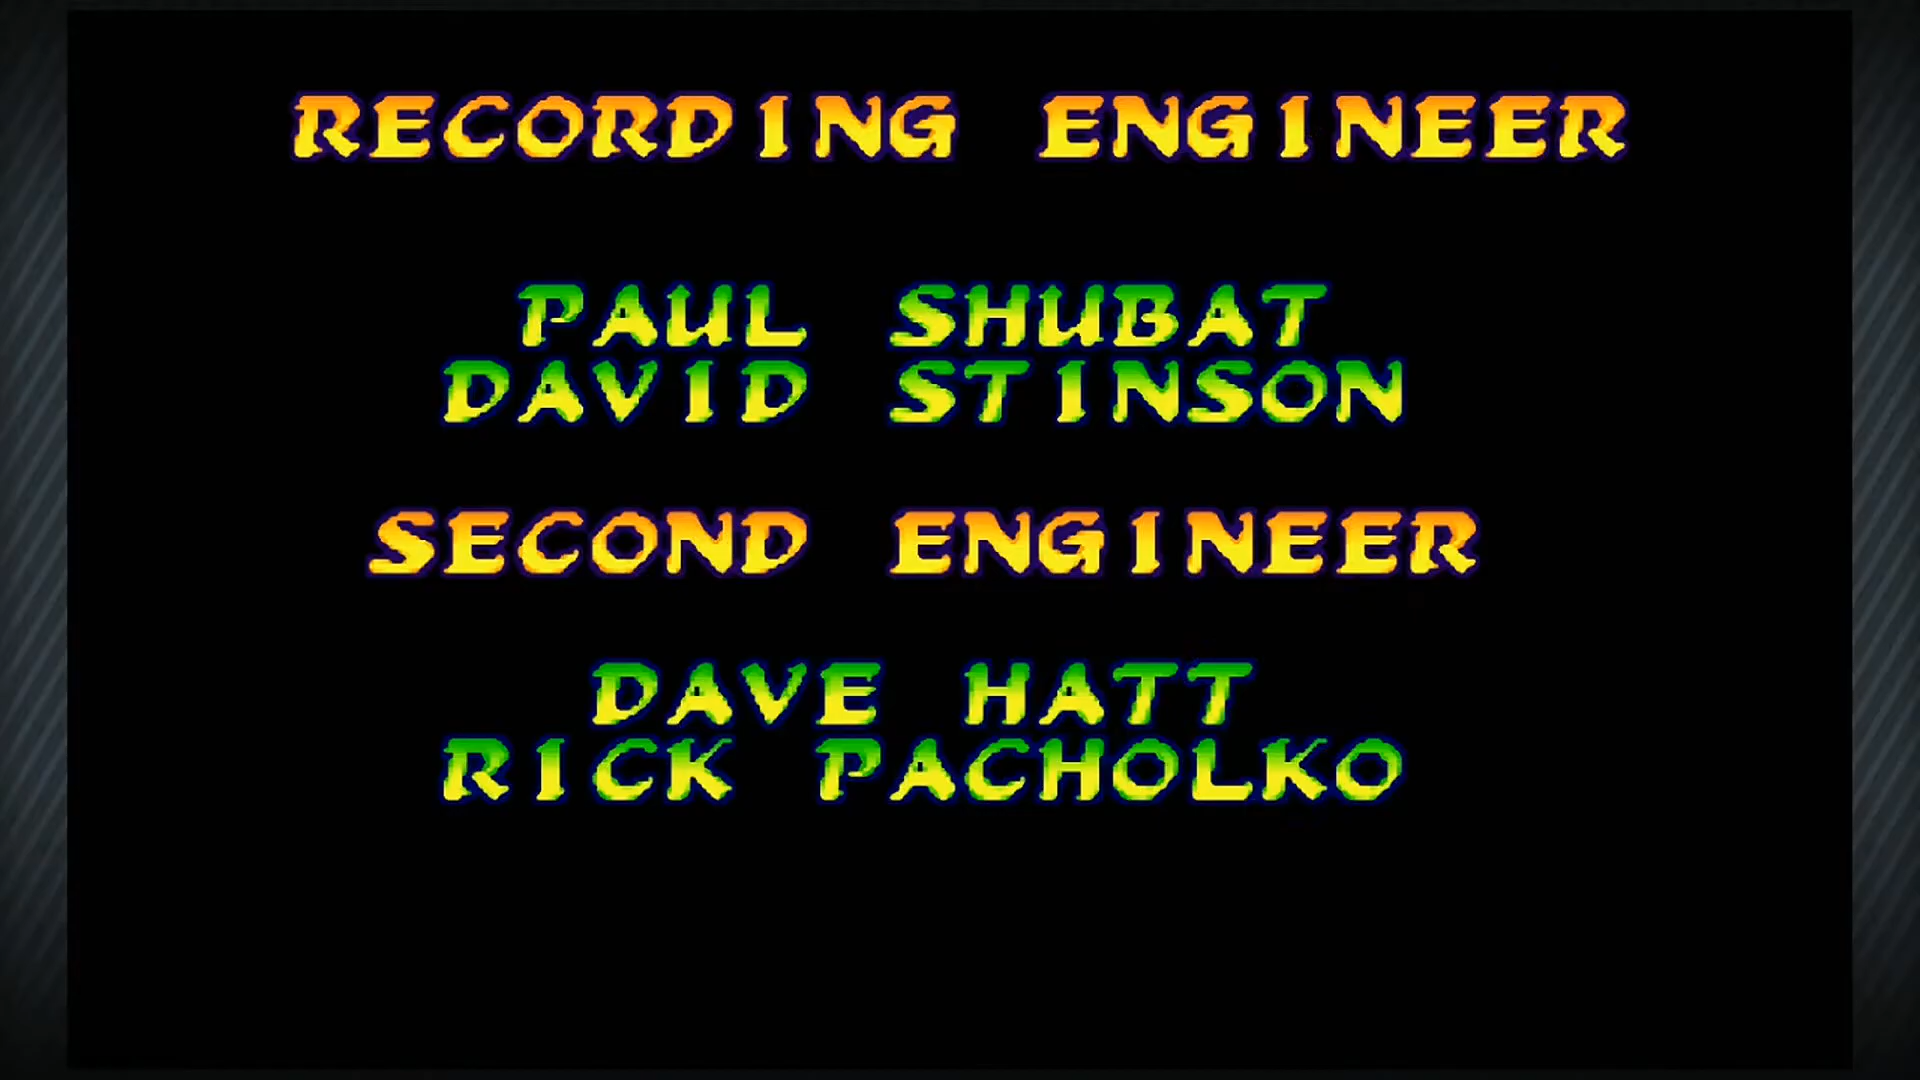 RECORDING ENGINEER
PAUL SHUBAT
DAVID STINSON
SECOND ENGINEER
DAVE HATT
RICK PACHOLKO